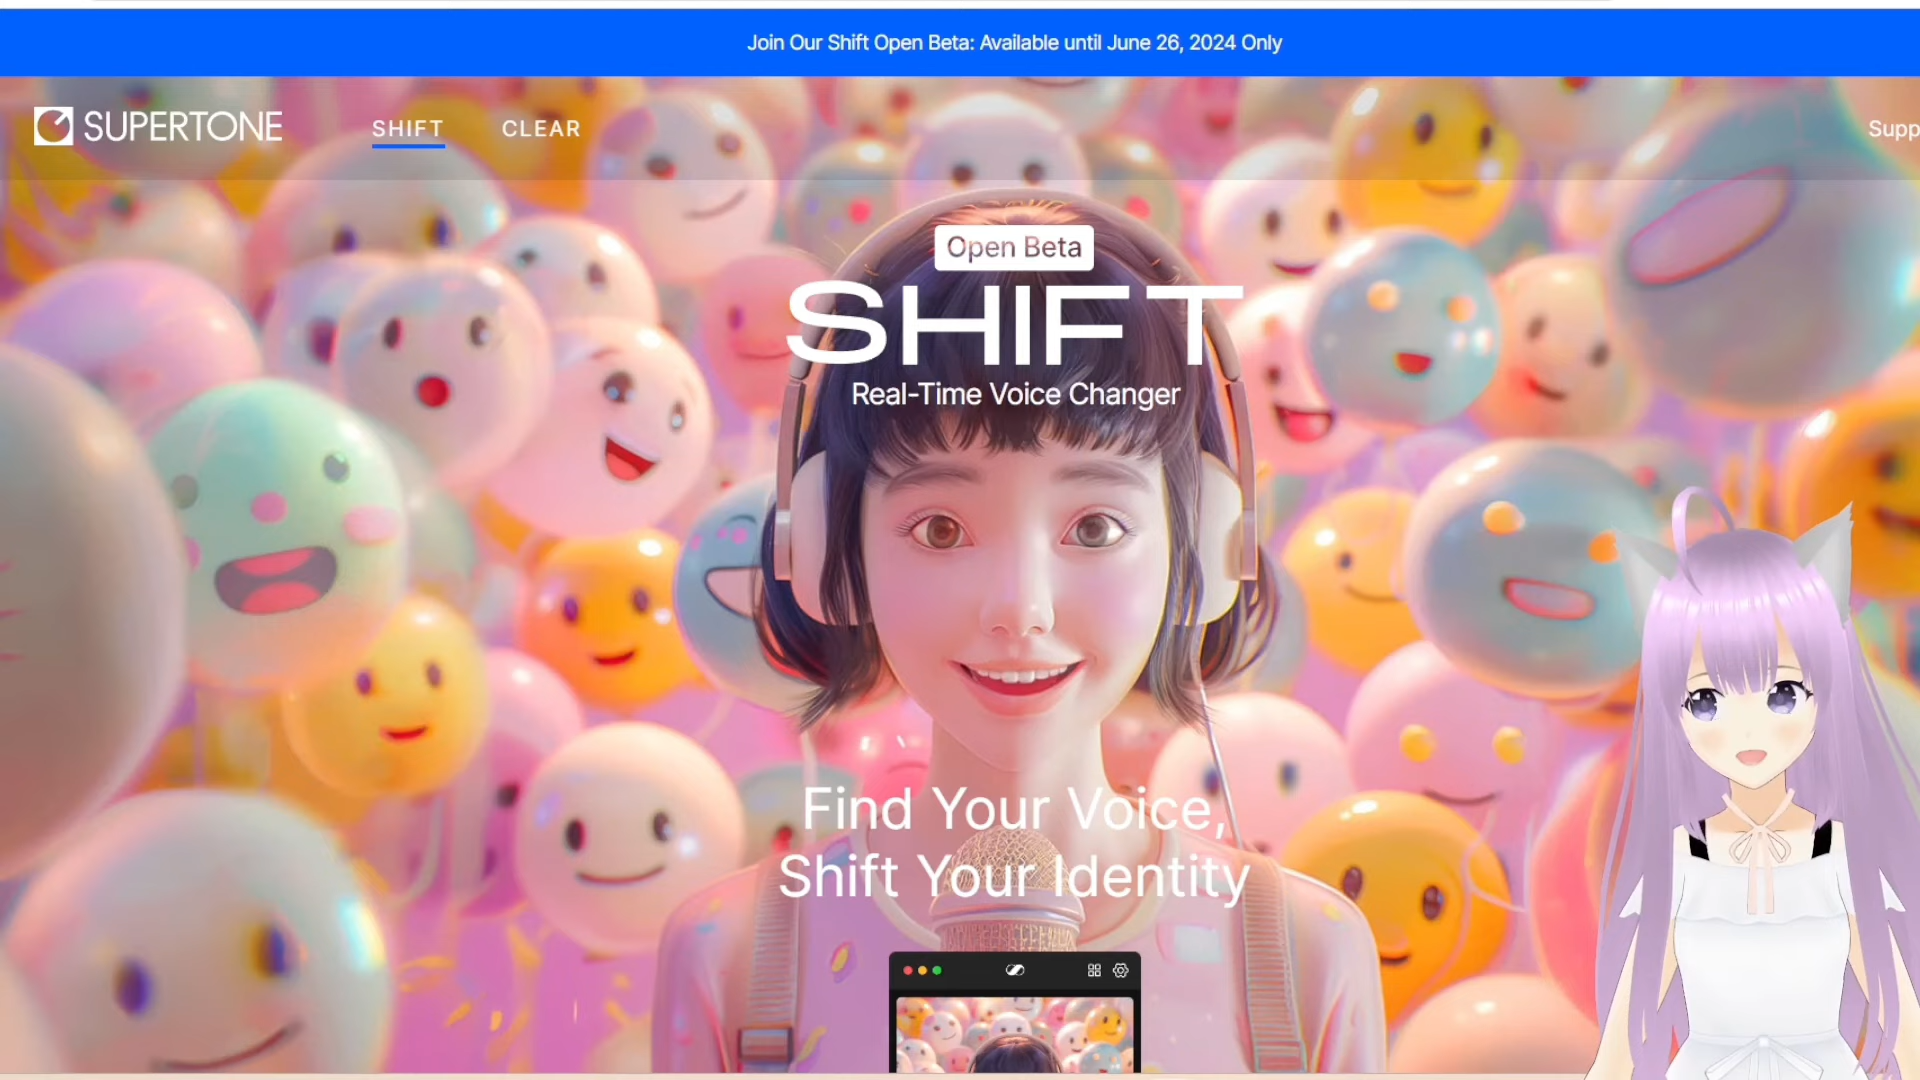 Join Our Shift Open Beta: Available until June 26, 2024 Only
SUPERTONE
SHIFT
CLEAR
Supp
Open Beta
SHIFT
Real-Time Voice Changer
Find Your Voice,
Shift Your Identity